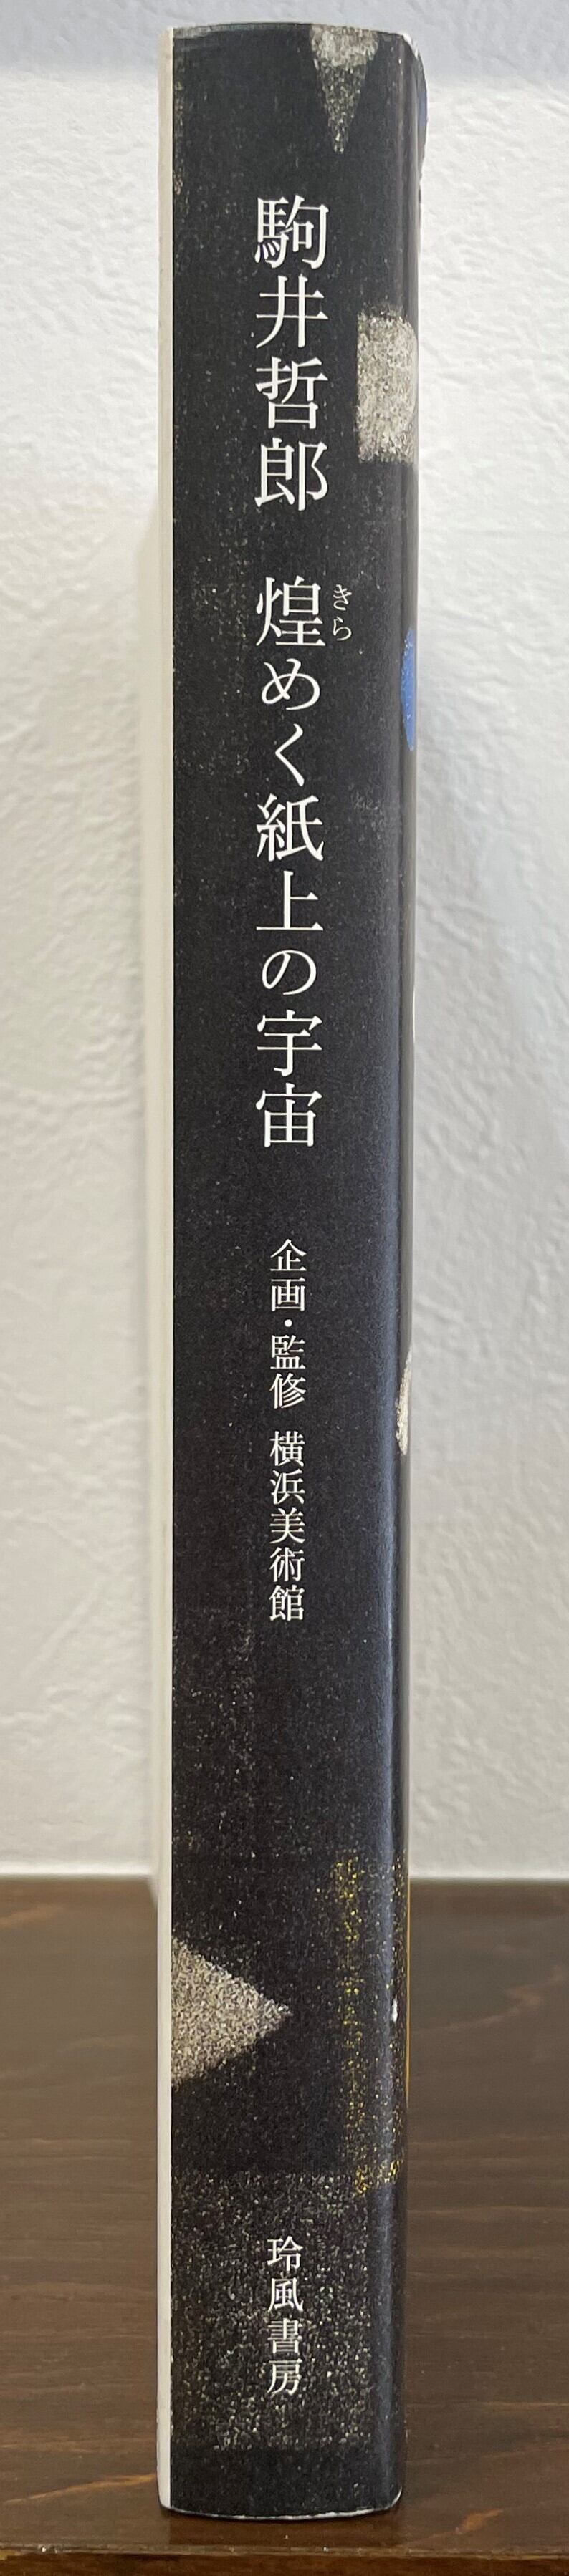 駒井哲郎 煌めく紙上の宇宙
きら
企画・監修 横浜美術館
玲風書房